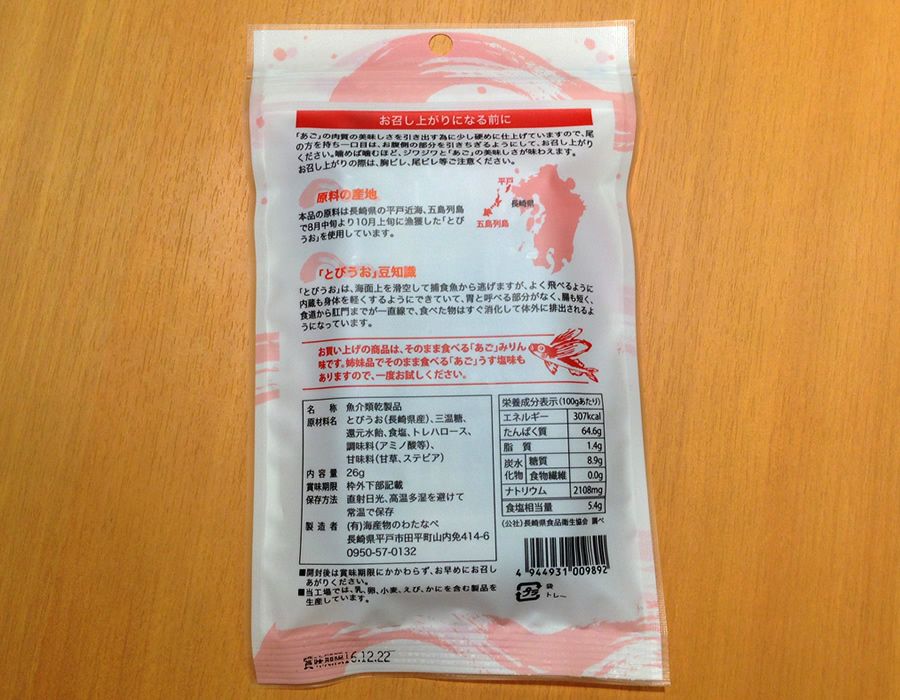 お召し上がりになる前に
「あご」の肉質の美味しさを引き出す為に少し硬めに仕上げていますので、尾
の方を持ち一口目は、お腹側の部分を引きちぎるようにして、お召し上がり
ください。噛めば噛むほど、ジワジワと「あご」の美味しさが味わえます。
お召し上がりの際は、胸ビレ、尾ビレ等ご注意ください。
原料の産地
本品の原料は長崎県の平戸近海、五島列島
で8月中旬より10月上旬に漁獲した「とび
うお」を使用しています。
平戸
長崎県
五島列島
「とびうお」豆知識
「とびうお」は、海面上を滑空して捕食魚から逃げますが、よく飛べるように
内蔵も身体を軽くするようにできていて、胃と呼べる部分がなく、腸も短く、
食道から肛門までが一直線で、食べた物はすぐ消化して体外に排出されるよ
うになっています。
お買い上げの商品は、そのまま食べる「あご」みりん
味です。姉妹品でそのまま食べる「あご」うす塩味も
ありますので、一度お試しください。
名 称 魚介類乾製品
原材料名 とびうお(長崎県産)、三温糖、
還元水飴、食塩、トレハロース、
調味料(アミノ酸等)、
甘味料(甘草、ステビア)
内容量 26g
賞味期限 枠外下部記載
保存方法 直射日光、高温多湿を避けて
常温で保存
製造者 (有)海産物のわたなべ
長崎県平戸市田平町山内免414-6
0950-57-0132
■開封後は賞味期限にかかわらず、お早めにお召し
あがりください。
■当工場では、乳、卵、小麦、えび、かにを含む製品を
生産しています。
栄養成分表示(100gあたり)
エネルギー 307kcal
たんぱく質 64.6g
脂 質 1.4g
炭水化物 糖質 8.9g
食物繊維 0.0g
ナトリウム 2108mg
食塩相当量 5.4g
(公社)長崎県食品衛生協会 調べ
4 944931 009892
プラ
袋
トレー
賞味期限16.12.22